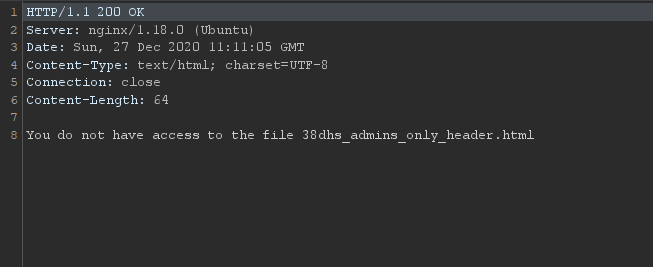 1 HTTP/1.1 200 OK
2 Server: nginx/1.18.0 (Ubuntu)
3 Date: Sun, 27 Dec 2020 11:11:05 GMT
4 Content-Type: text/html; charset=UTF-8
5 Connection: close
6 Content-Length: 64
7
8 You do not have access to the file 38dhs_admins_only_header.html